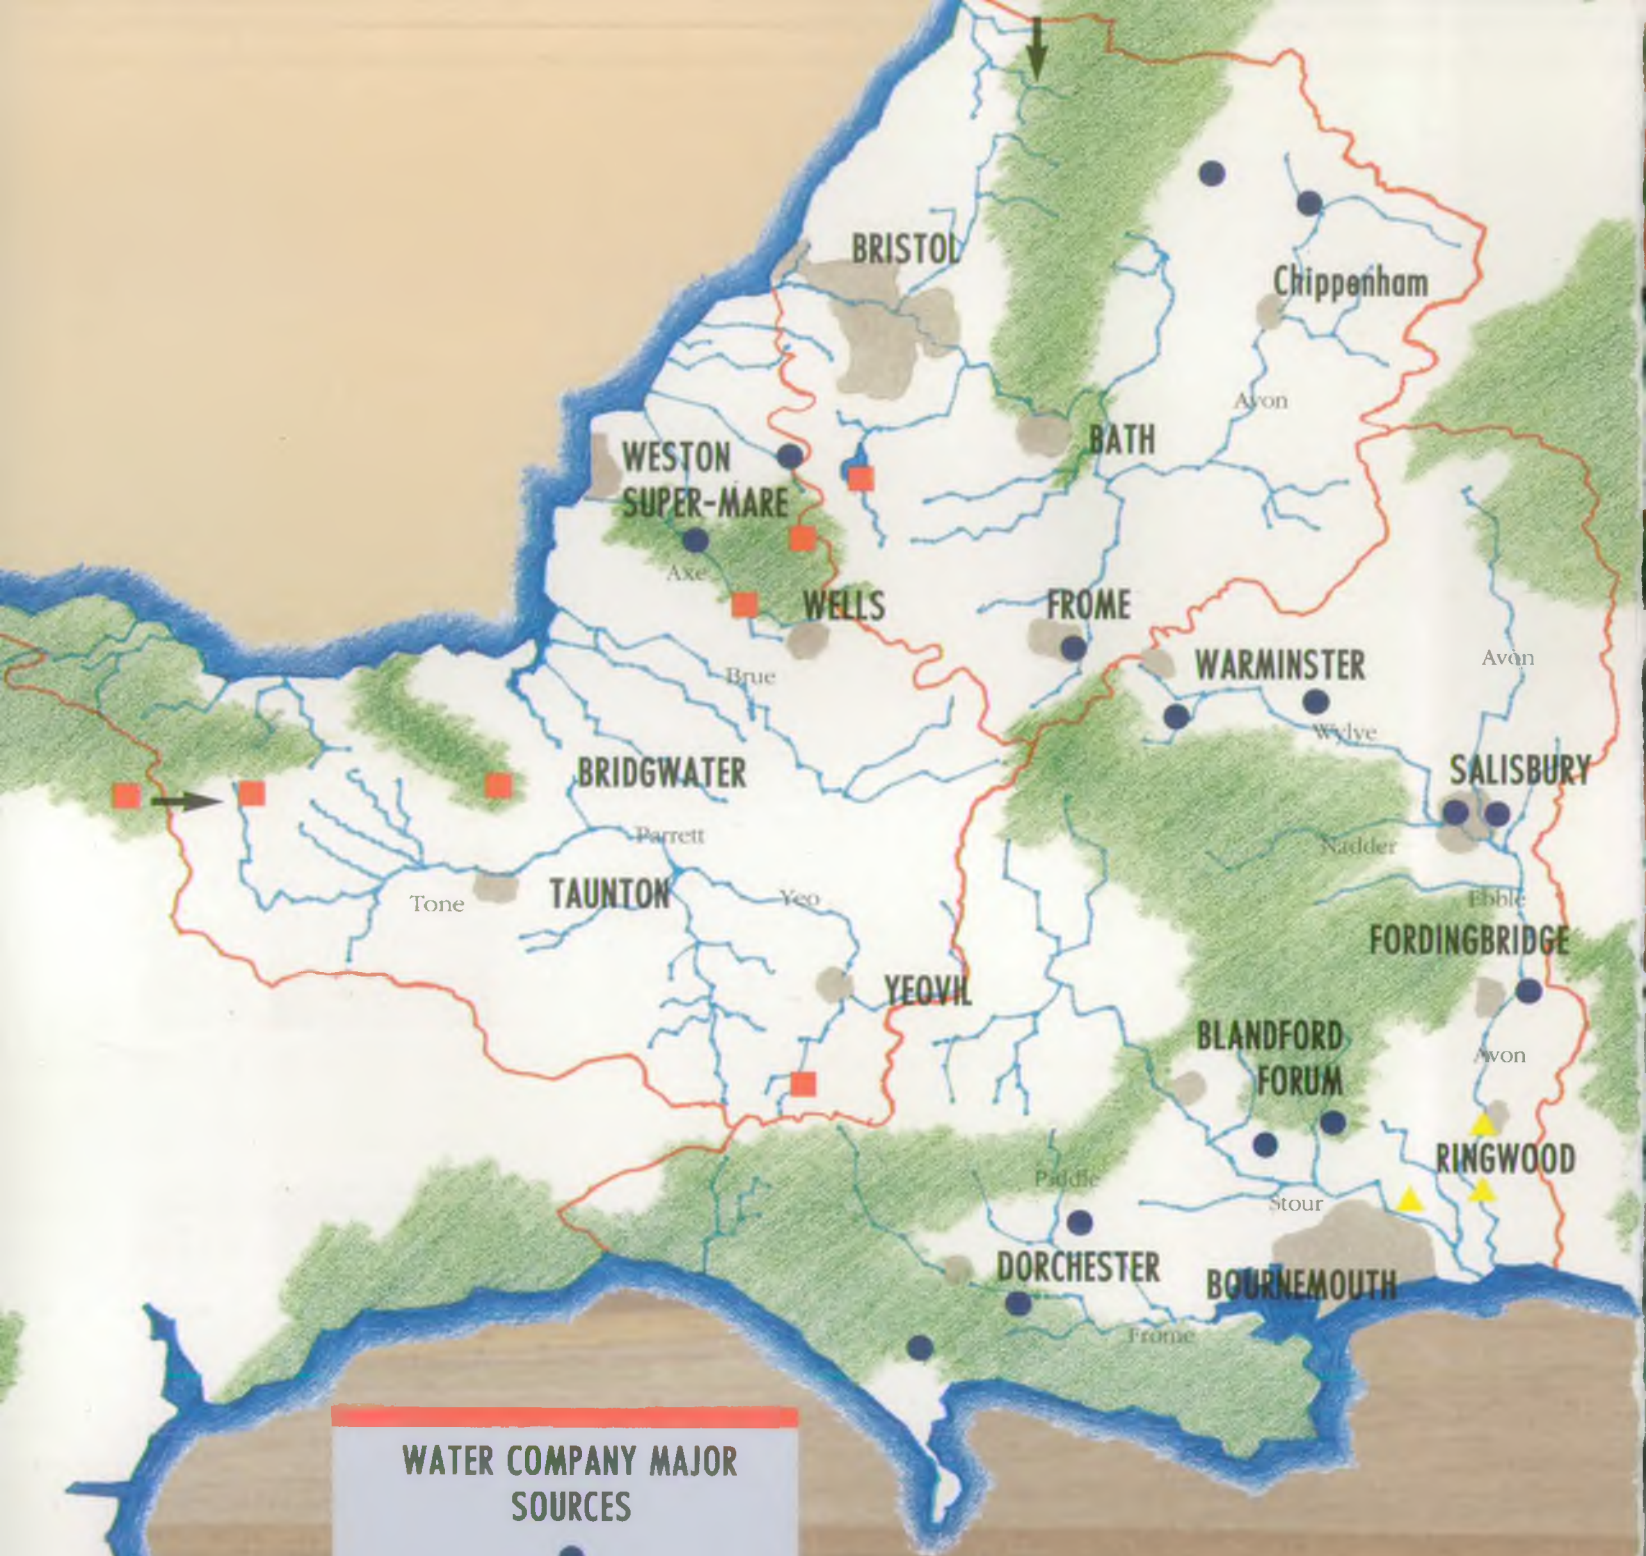 BRISTOL
Chippenham
Avon
BATH
WESTON
SUPER-MARE
Axe
WELLS
FROME
WARMINSTER
Avon
Brue
Wylye
BRIDGWATER
SALISBURY
Parrett
Nadder
TAUNTON
Tone
Yeo
Ebble
FORDINGBRIDGE
YEOVIL
BLANDFORD
FORUM
Avon
RINGWOOD
Piddle
Stour
DORCHESTER
BOURNEMOUTH
Frome
WATER COMPANY MAJOR
SOURCES